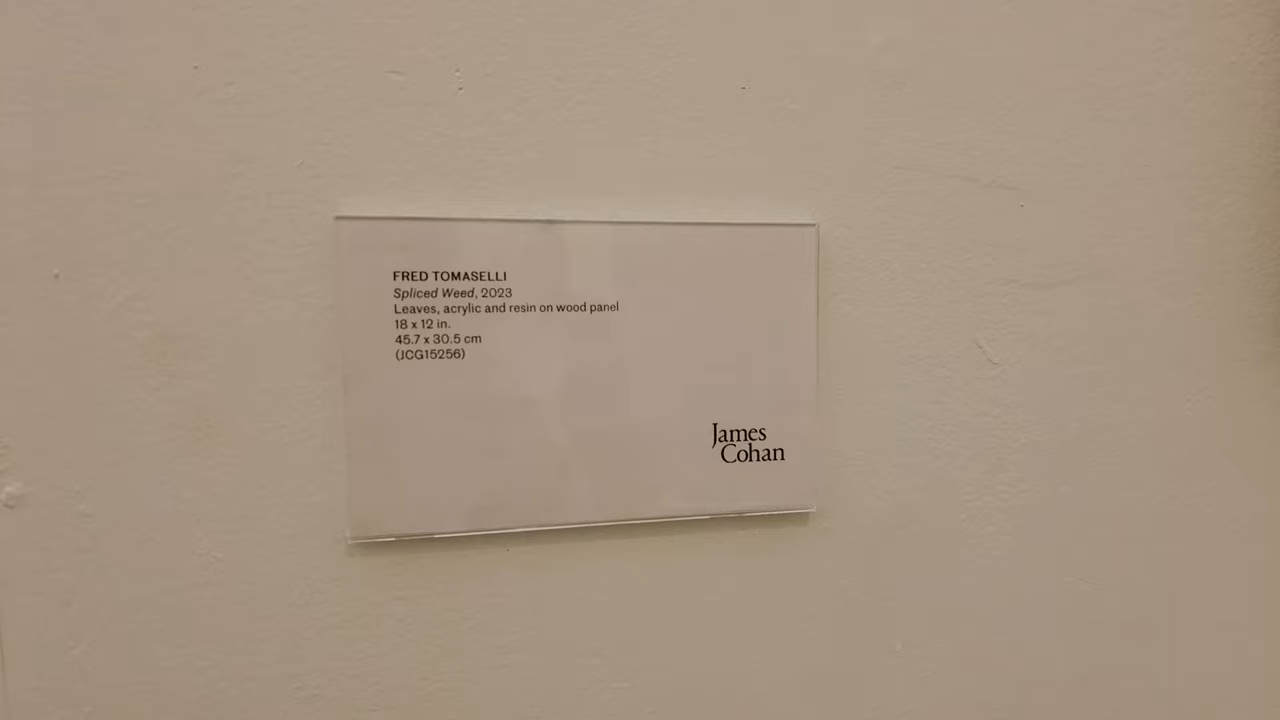 FRED TOMASELLI
Spliced Weed, 2023
Leaves, acrylic and resin on wood panel
18 x 12 in.
45.7 x 30.5 cm
(JCG15256)
James
Cohan